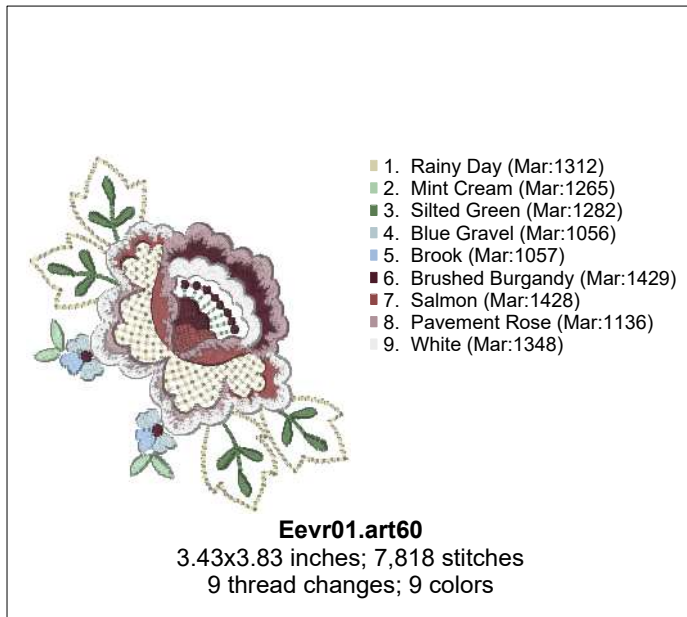 1. Rainy Day (Mar:1312)
2. Mint Cream (Mar:1265)
3. Silted Green (Mar:1282)
4. Blue Gravel (Mar:1056)
5. Brook (Mar:1057)
6. Brushed Burgandy (Mar:1429)
7. Salmon (Mar:1428)
8. Pavement Rose (Mar:1136)
9. White (Mar:1348)
Eevr01.art60
3.43x3.83 inches; 7,818 stitches
9 thread changes; 9 colors